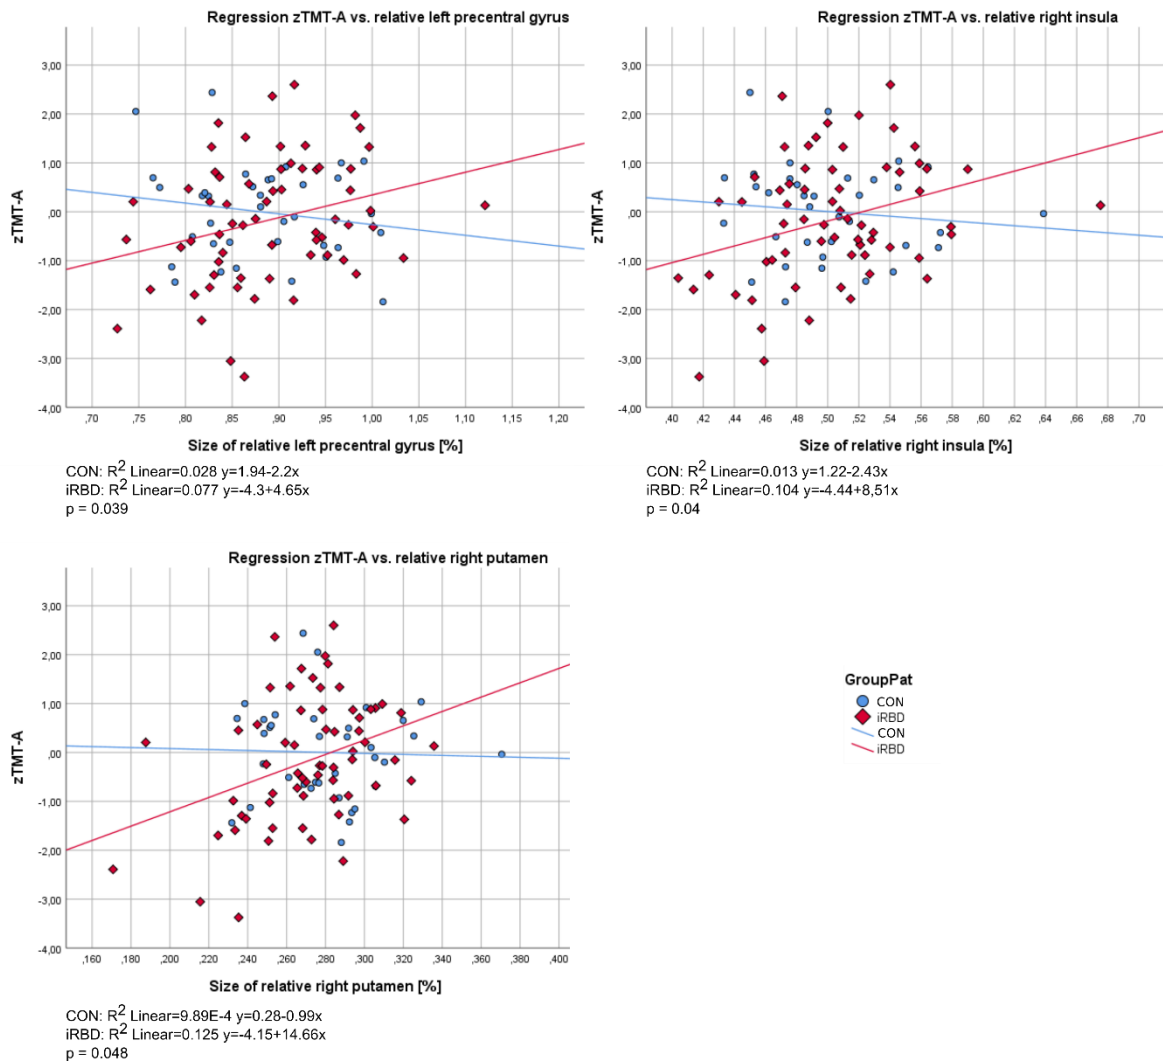 Regression zTMT-A vs. relative left precentral gyrus
zTMT-A
3,00
2,00
1,00
,00
-1,00
-2,00
-3,00
-4,00
,70 ,75 ,80 ,85 ,90 ,95 1,00 1,05 1,10 1,15 1,20
Size of relative left precentral gyrus [%]
CON: R² Linear=0.028 y=1.94-2.2x
iRBD: R² Linear=0.077 y=-4.3+4.65x
p = 0.039
Regression zTMT-A vs. relative right insula
zTMT-A
3,00
2,00
1,00
,00
-1,00
-2,00
-3,00
-4,00
,40 ,42 ,44 ,46 ,48 ,50 ,52 ,54 ,56 ,58 ,60 ,62 ,64 ,66 ,68 ,70
Size of relative right insula [%]
CON: R² Linear=0.013 y=1.22-2.43x
iRBD: R² Linear=0.104 y=-4.44+8,51x
p = 0.04
Regression zTMT-A vs. relative right putamen
zTMT-A
3,00
2,00
1,00
,00
-1,00
-2,00
-3,00
-4,00
,160 ,180 ,200 ,220 ,240 ,260 ,280 ,300 ,320 ,340 ,360 ,380 ,400
Size of relative right putamen [%]
CON: R² Linear=9.89E-4 y=0.28-0.99x
iRBD: R² Linear=0.125 y=-4.15+14.66x
p = 0.048
GroupPat
CON
iRBD
CON
iRBD